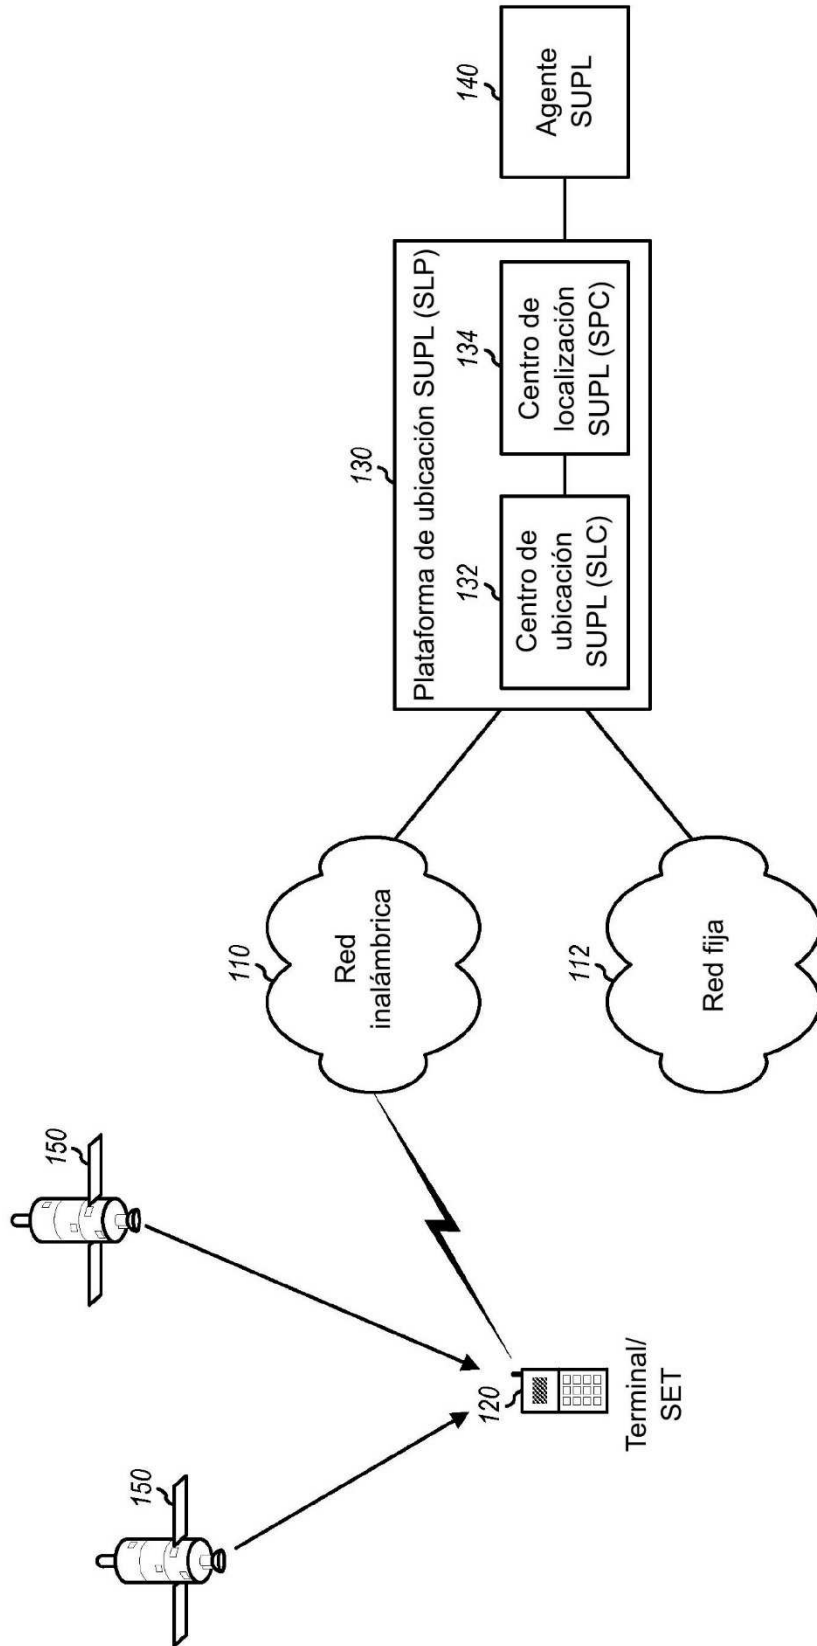 150
150
120
Terminal/
SET
110
Red
inalámbrica
112
Red fija
130
Plataforma de ubicación SUPL (SLP)
132
Centro de
ubicación
SUPL (SLC)
134
Centro de
localización
SUPL (SPC)
140
Agente
SUPL